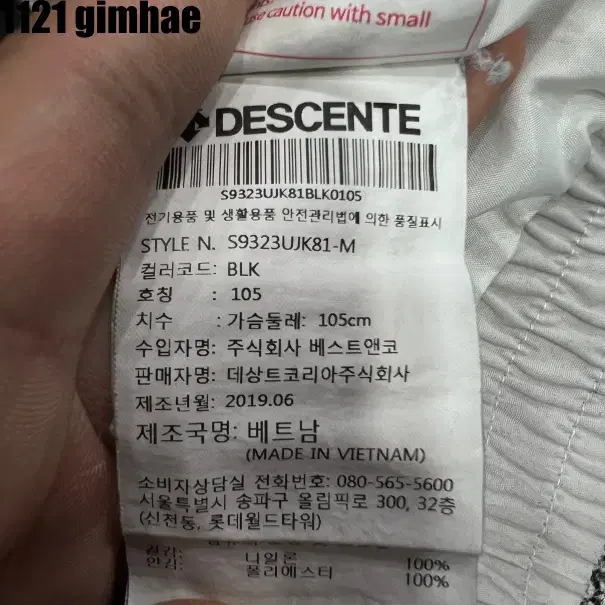 1121 gimhae
caution with small
DESCENTE
S9323UJK81BLK0105
전기용품 및 생활용품 안전관리법에 의한 품질표시
STYLE N. S9323UJK81-M
컬러코드: BLK
호칭 : 105
치수 : 가슴둘레: 105cm
수입자명: 주식회사 베스트앤코
판매자명: 데상트코리아주식회사
제조년월: 2019.06
제조국명: 베트남
(MADE IN VIETNAM)
소비자상담실 전화번호: 080-565-5600
서울특별시 송파구 올림픽로 300, 32층
(신천동, 롯데월드타워)
겉감: 나일론 100%
안감: 폴리에스터 100%